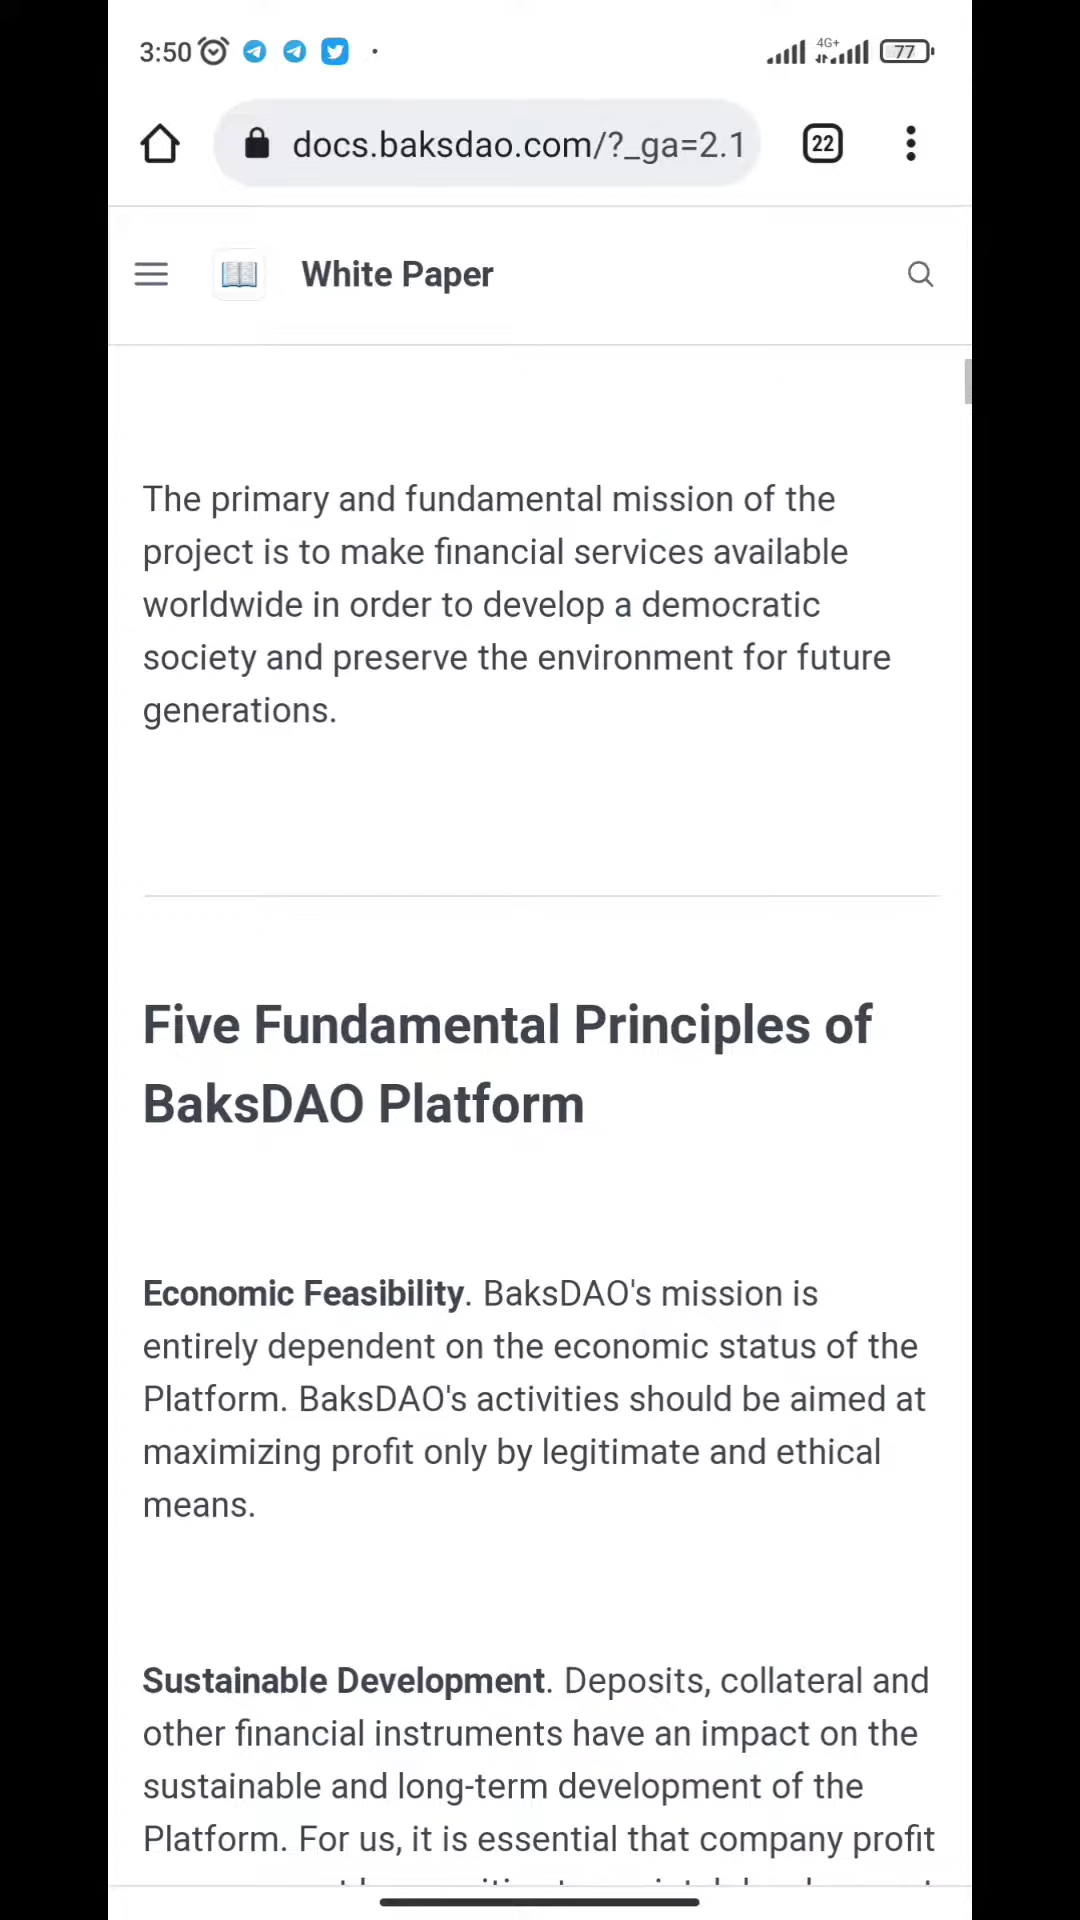 3:50
4G+
77
docs.baksdao.com/?_ga=2.1
22
White Paper
The primary and fundamental mission of the
project is to make financial services available
worldwide in order to develop a democratic
society and preserve the environment for future
generations.
Five Fundamental Principles of
BaksDAO Platform
Economic Feasibility. BaksDAO's mission is
entirely dependent on the economic status of the
Platform. BaksDAO's activities should be aimed at
maximizing profit only by legitimate and ethical
means.
Sustainable Development. Deposits, collateral and
other financial instruments have an impact on the
sustainable and long-term development of the
Platform. For us, it is essential that company profit